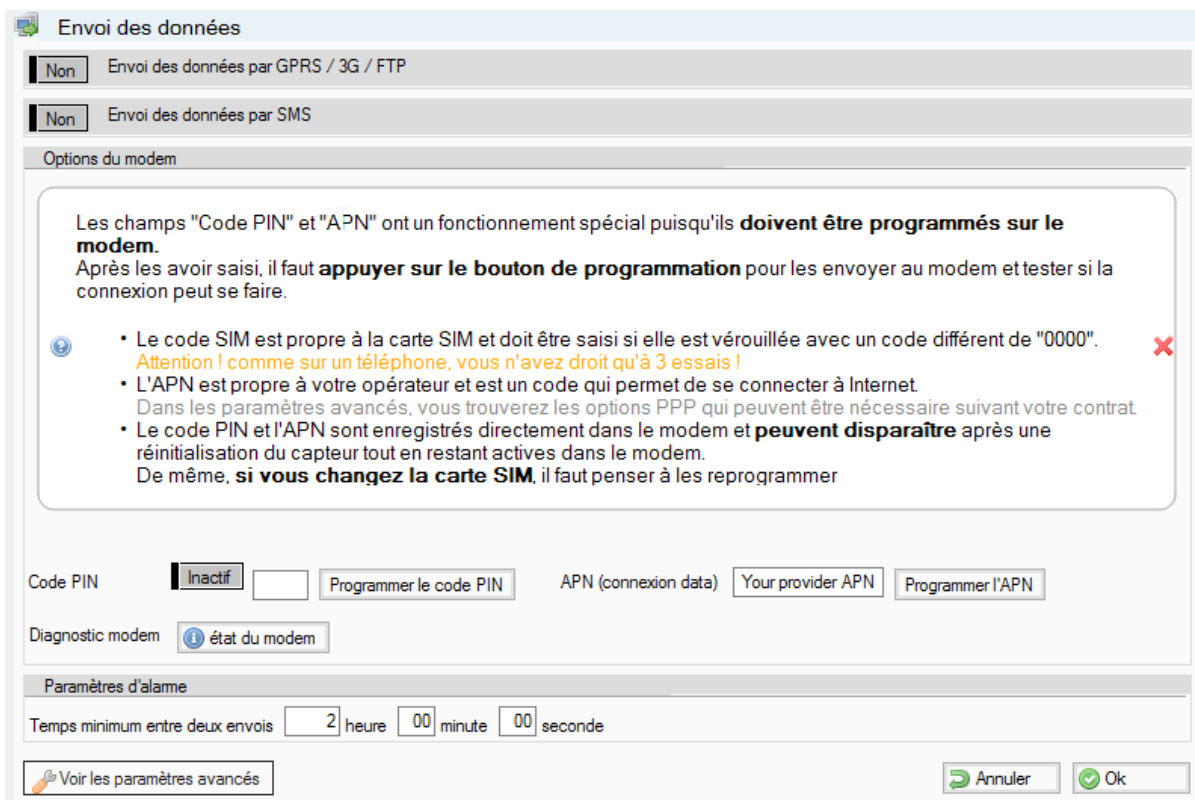 Envoi des données
Non Envoi des données par GPRS / 3G / FTP
Non Envoi des données par SMS
Options du modem
Les champs "Code PIN" et "APN" ont un fonctionnement spécial puisqu'ils doivent être programmés sur le
modem.
Après les avoir saisi, il faut appuyer sur le bouton de programmation pour les envoyer au modem et tester si la
connexion peut se faire.
• Le code SIM est propre à la carte SIM et doit être saisi si elle est vérouillée avec un code différent de "0000".
Attention ! comme sur un téléphone, vous n'avez droit qu'à 3 essais !
• L'APN est propre à votre opérateur et est un code qui permet de se connecter à Internet.
Dans les paramètres avancés, vous trouverez les options PPP qui peuvent être nécessaire suivant votre contrat.
• Le code PIN et l'APN sont enregistrés directement dans le modem et peuvent disparaître après une
réinitialisation du capteur tout en restant actives dans le modem.
De même, si vous changez la carte SIM, il faut penser à les reprogrammer
Code PIN Inactif Programmer le code PIN APN (connexion data) Your provider APN Programmer l'APN
Diagnostic modem état du modem
Paramètres d'alarme
Temps minimum entre deux envois 2 heure 00 minute 00 seconde
Voir les paramètres avancés Annuler Ok